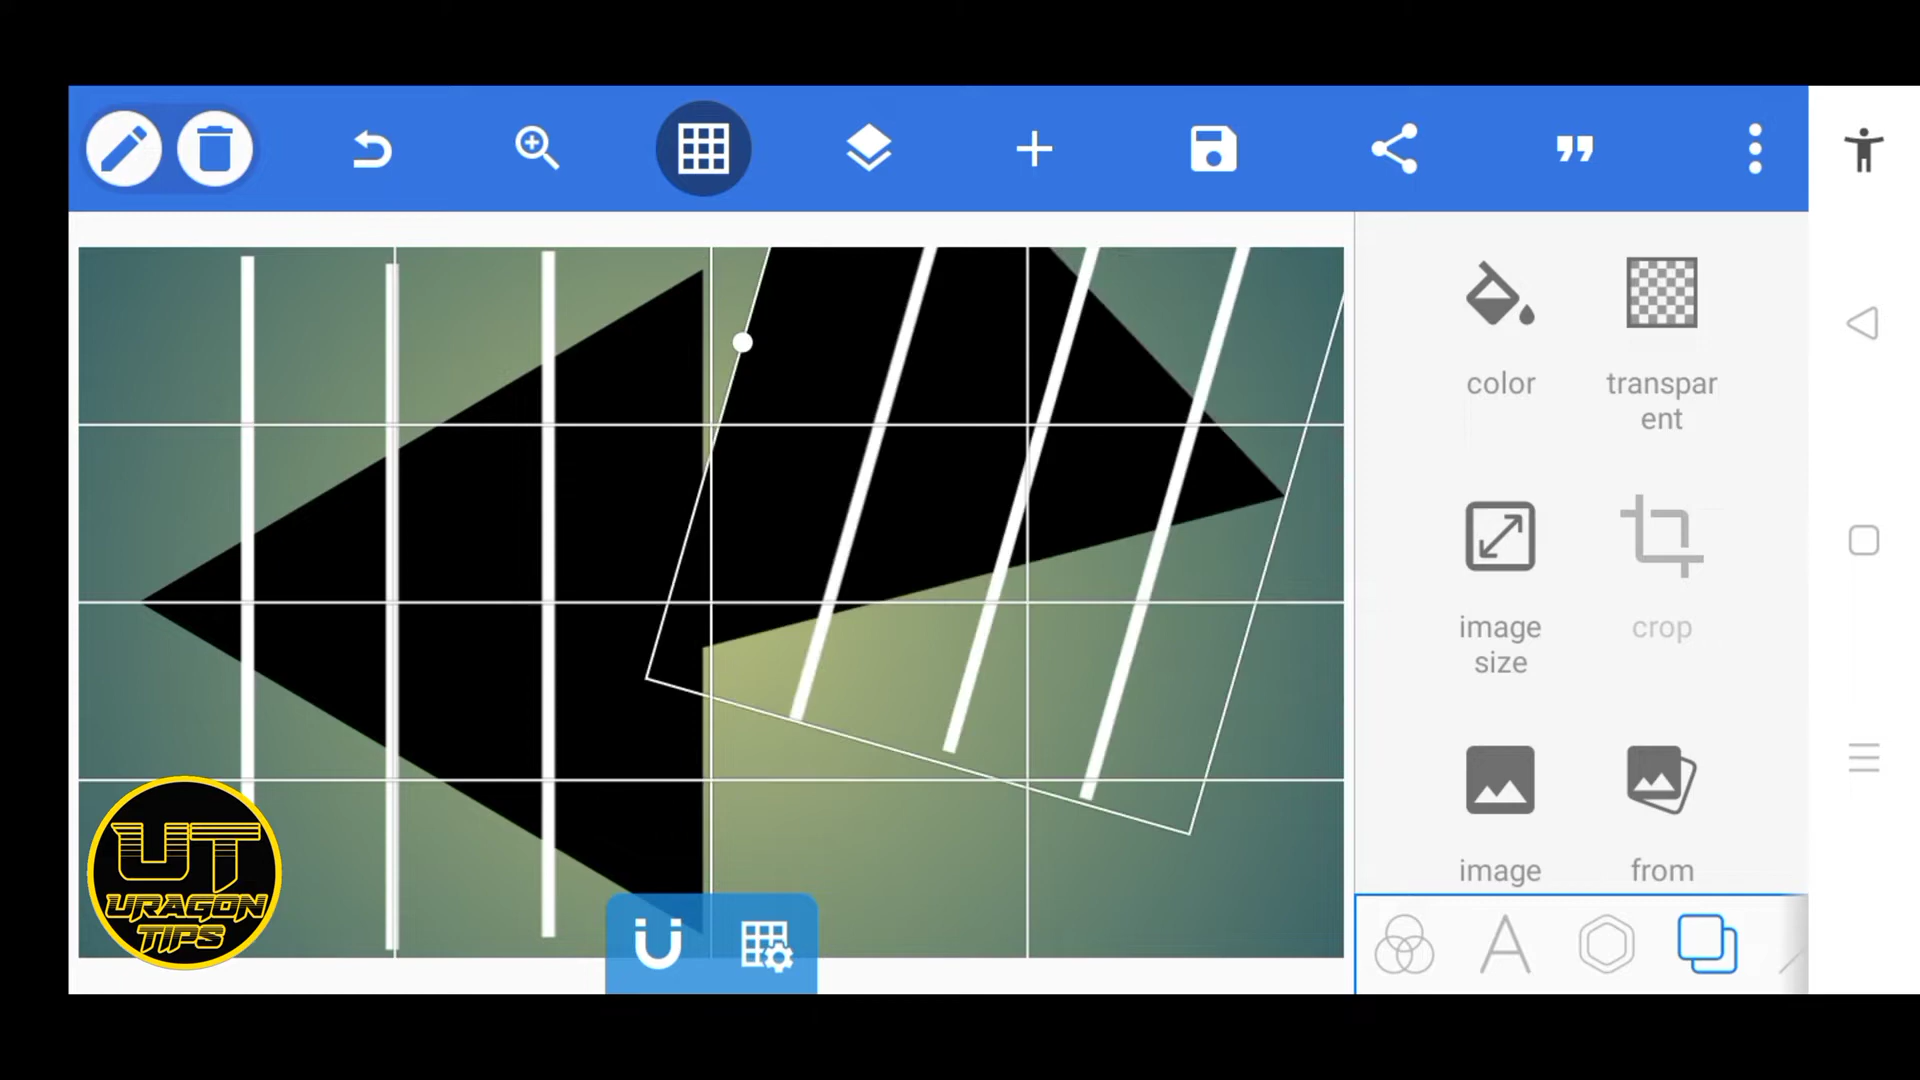 color
transpar
ent
image
size
crop
image
from
UT
URAGON
TIPS